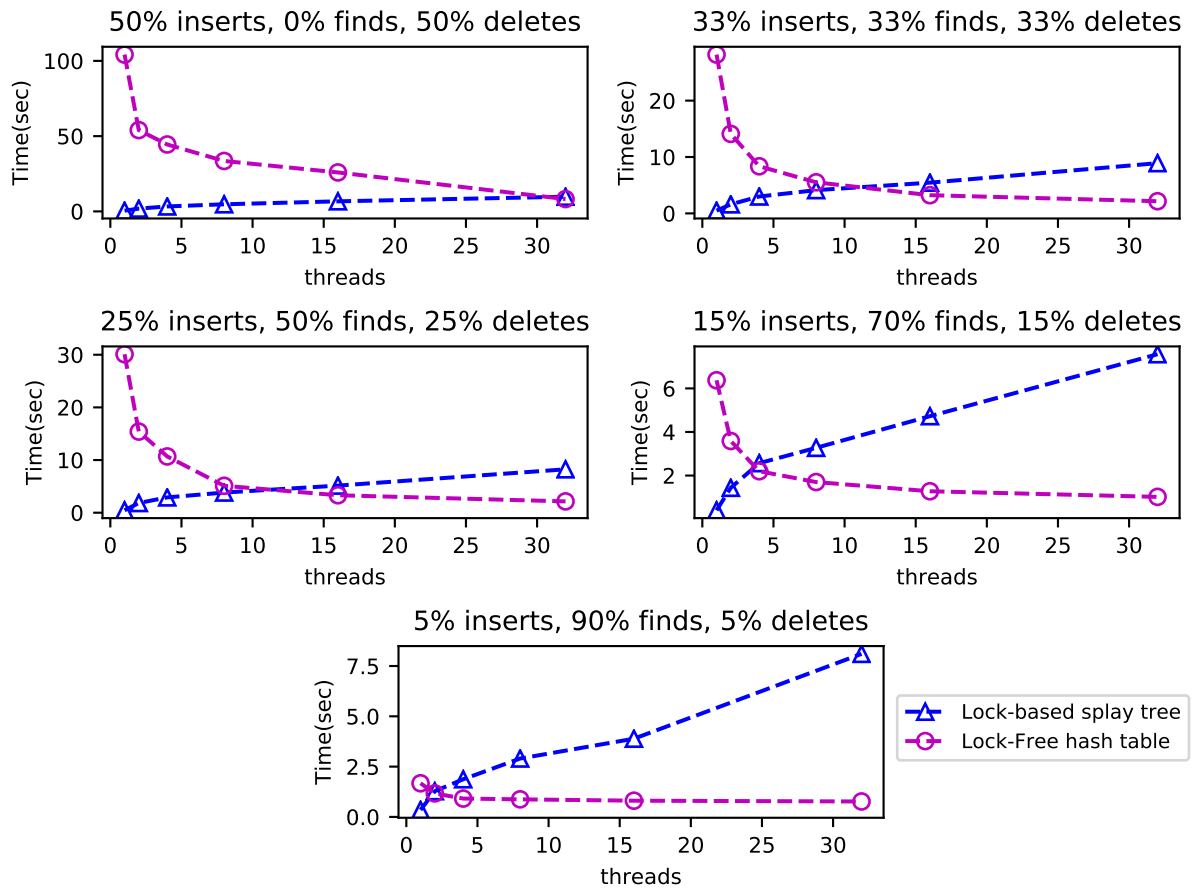 50% inserts, 0% finds, 50% deletes
Time(sec)
100
50
0
0 5 10 15 20 25 30
threads
33% inserts, 33% finds, 33% deletes
Time(sec)
20
10
0
0 5 10 15 20 25 30
threads
25% inserts, 50% finds, 25% deletes
Time(sec)
30
20
10
0
0 5 10 15 20 25 30
threads
15% inserts, 70% finds, 15% deletes
Time(sec)
6
4
2
0 5 10 15 20 25 30
threads
5% inserts, 90% finds, 5% deletes
Time(sec)
7.5
5.0
2.5
0.0
0 5 10 15 20 25 30
threads
Lock-based splay tree
Lock-Free hash table